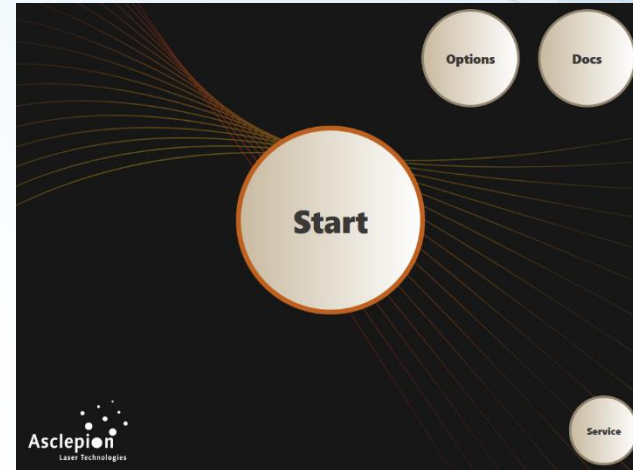 Options
Docs
Start
Service
Asclepion
Laser Technologies